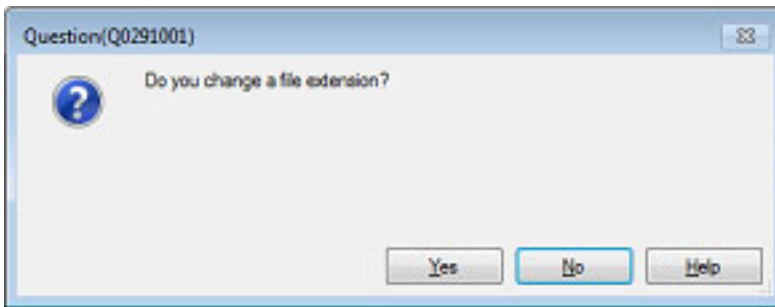 Question(Q0291001)
Do you change a file extension?
Yes No Help